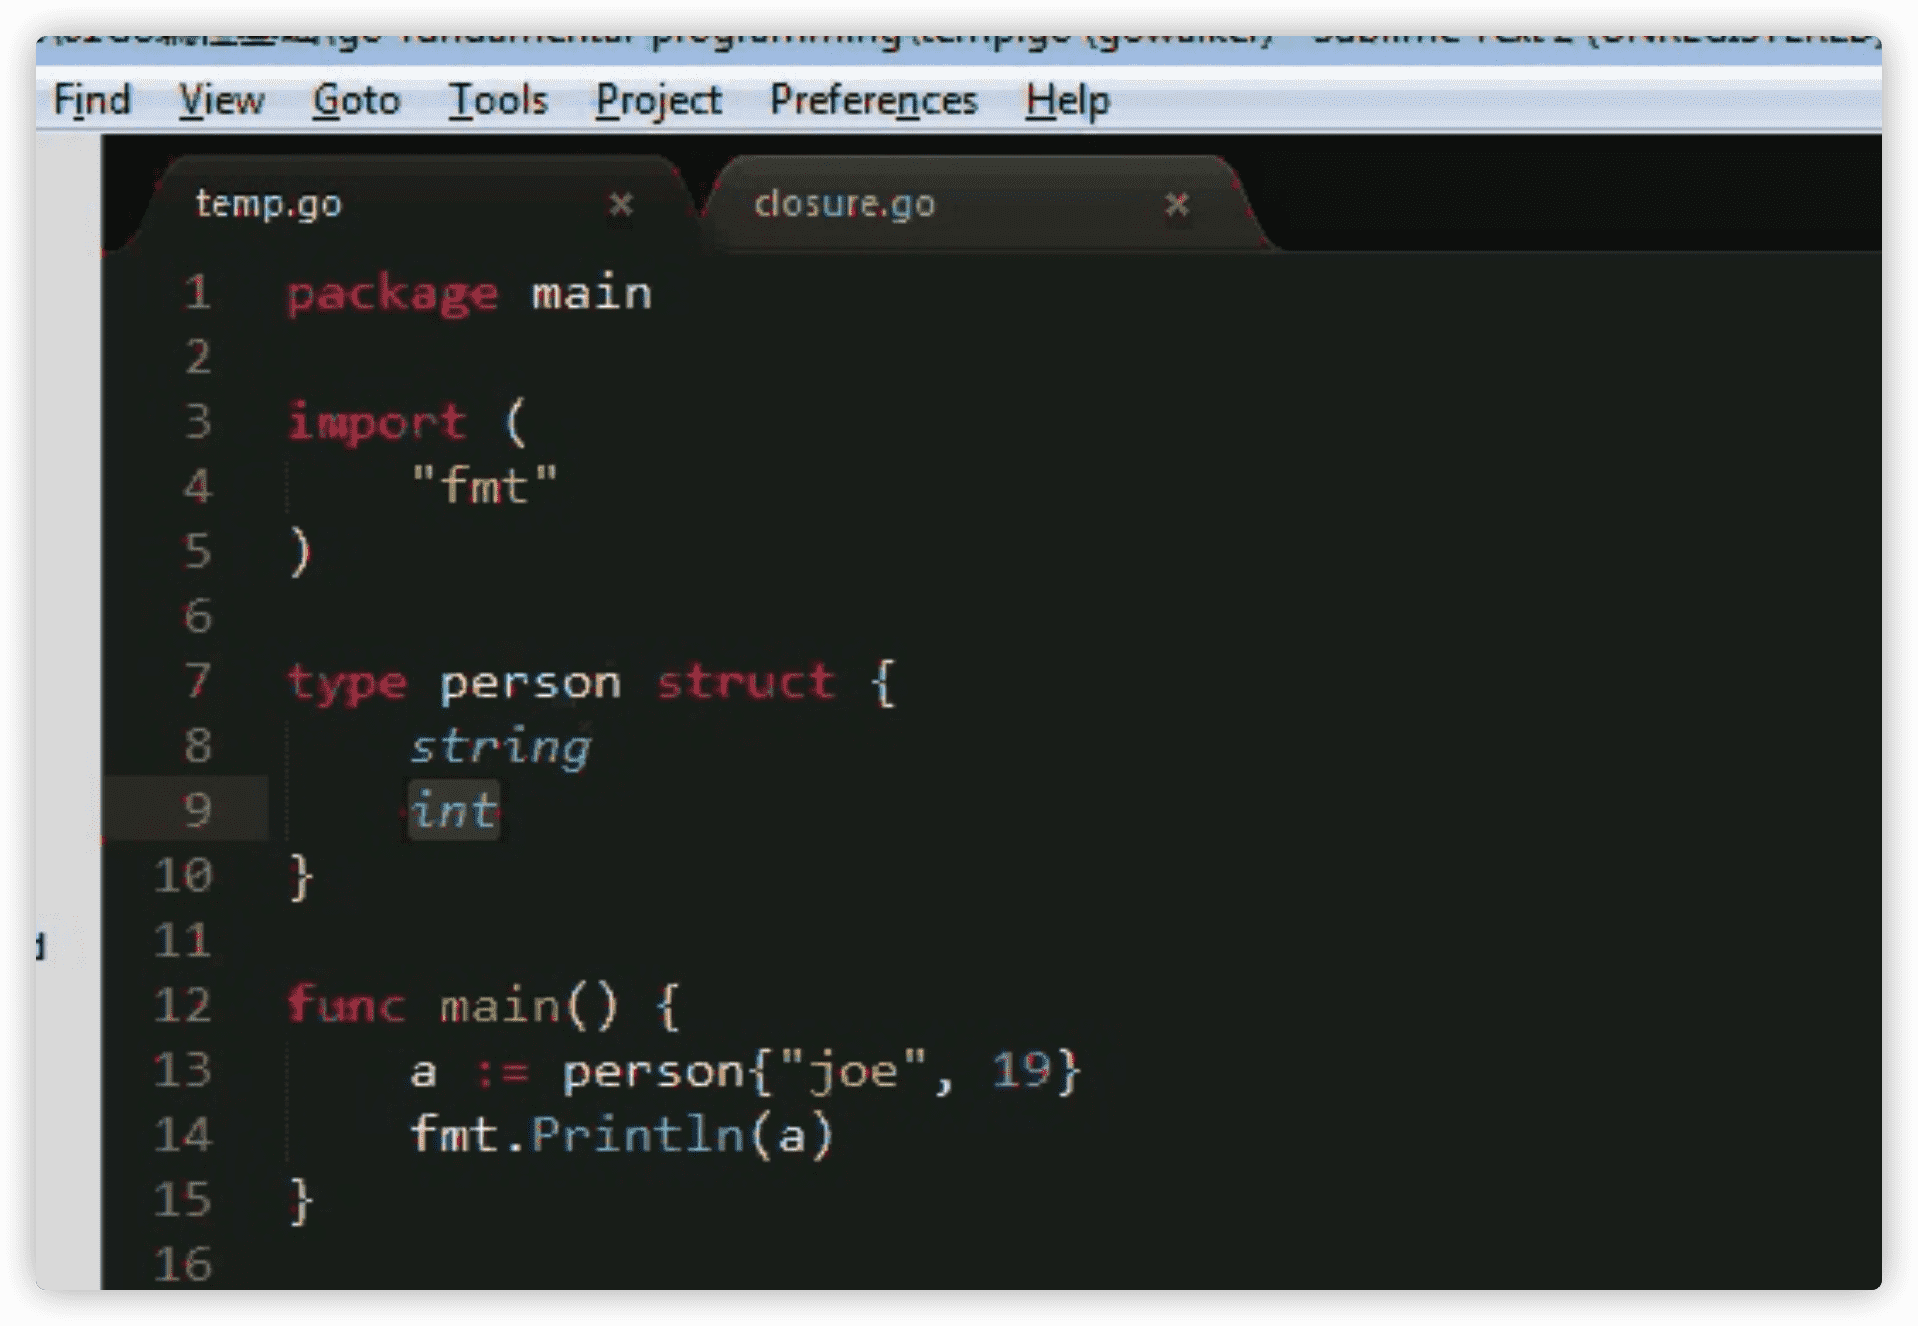 go fundamental programming\temp.go (gowalker) - Sublime Text 2 (UNREGISTERED)
Find View Goto Tools Project Preferences Help
temp.go × closure.go ×
1 package main
2
3 import (
4 "fmt"
5 )
6
7 type person struct {
8 string
9 int
10 }
11
12 func main() {
13 a := person{"joe", 19}
14 fmt.Println(a)
15 }
16